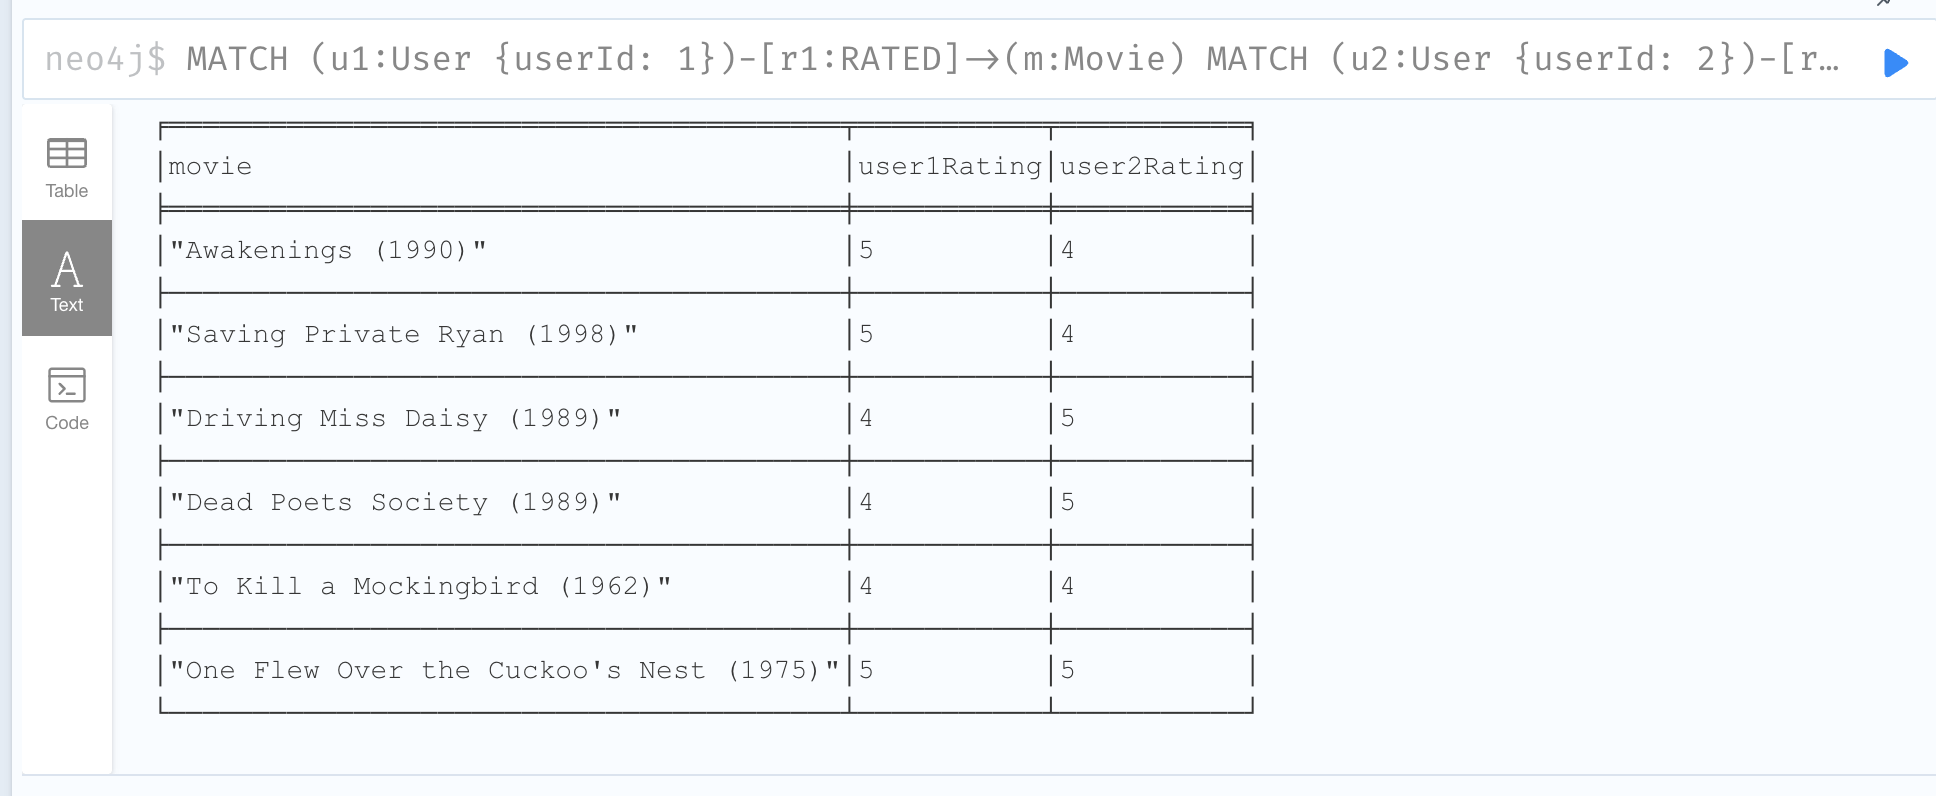 neo4j$ MATCH (u1:User {userId: 1})-[r1:RATED]→(m:Movie) MATCH (u2:User {userId: 2})-[r…
Table
Text
Code
movie user1Rating user2Rating
"Awakenings (1990)" 5 4
"Saving Private Ryan (1998)" 5 4
"Driving Miss Daisy (1989)" 4 5
"Dead Poets Society (1989)" 4 5
"To Kill a Mockingbird (1962)" 4 4
"One Flew Over the Cuckoo's Nest (1975)" 5 5